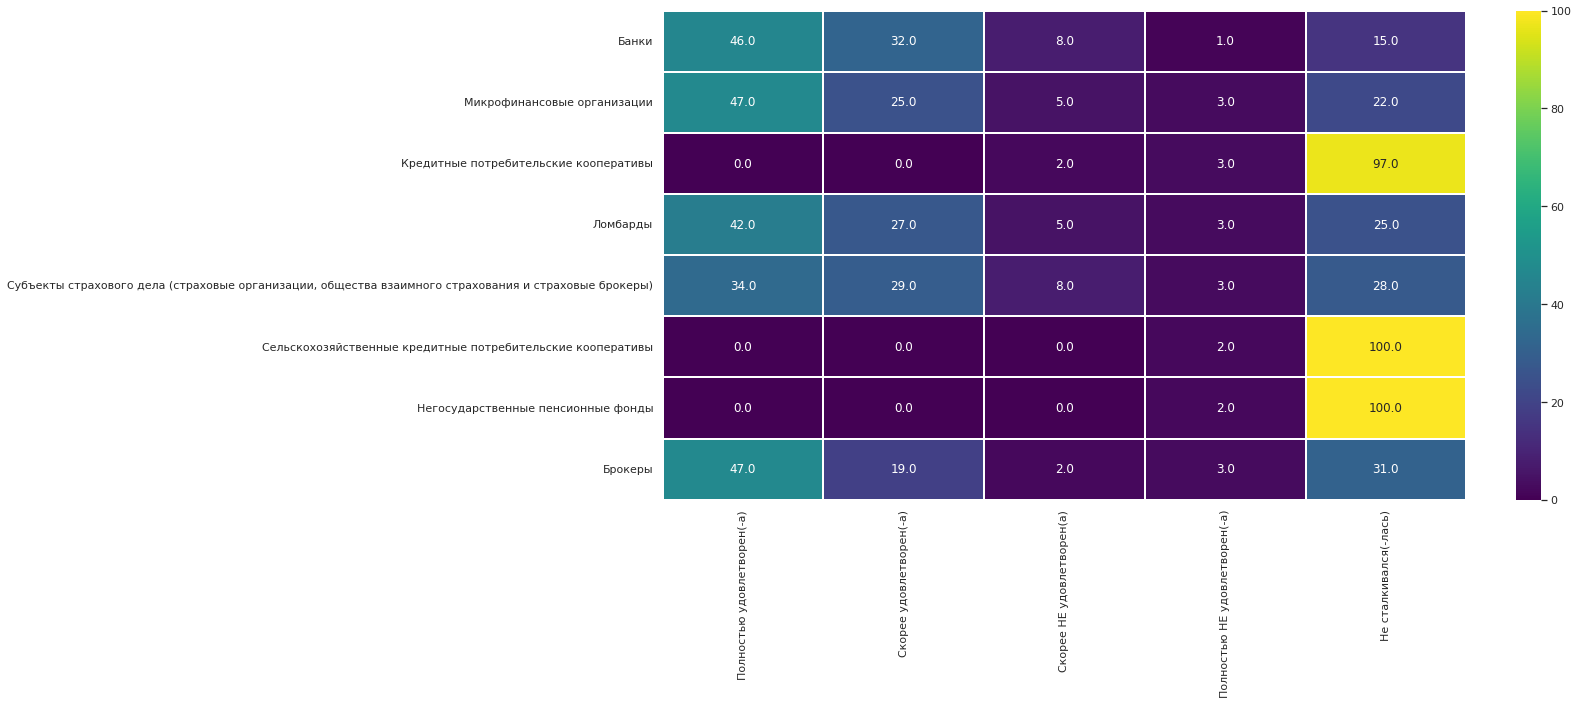 Банки 46.0 32.0 8.0 1.0 15.0
Микрофинансовые организации 47.0 25.0 5.0 3.0 22.0
Кредитные потребительские кооперативы 0.0 0.0 2.0 3.0 97.0
Ломбарды 42.0 27.0 5.0 3.0 25.0
Субъекты страхового дела (страховые организации, общества взаимного страхования и страховые брокеры) 34.0 29.0 8.0 3.0 28.0
Сельскохозяйственные кредитные потребительские кооперативы 0.0 0.0 0.0 2.0 100.0
Негосударственные пенсионные фонды 0.0 0.0 0.0 2.0 100.0
Брокеры 47.0 19.0 2.0 3.0 31.0
Полностью удовлетворен(-а)
Скорее удовлетворен(-а)
Скорее НЕ удовлетворен(а)
Полностью НЕ удовлетворен(-а)
Не сталкивался(-лась)
100
80
60
40
20
0